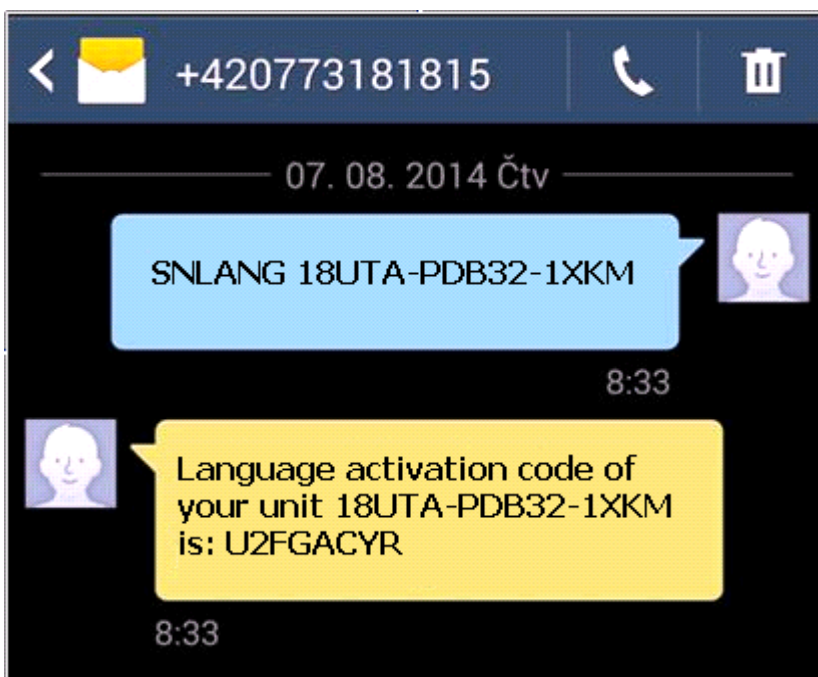 +420773181815
07. 08. 2014 Čtv
SNLANG 18UTA-PDB32-1XKM
8:33
Language activation code of
your unit 18UTA-PDB32-1XKM
is: U2FGACYR
8:33